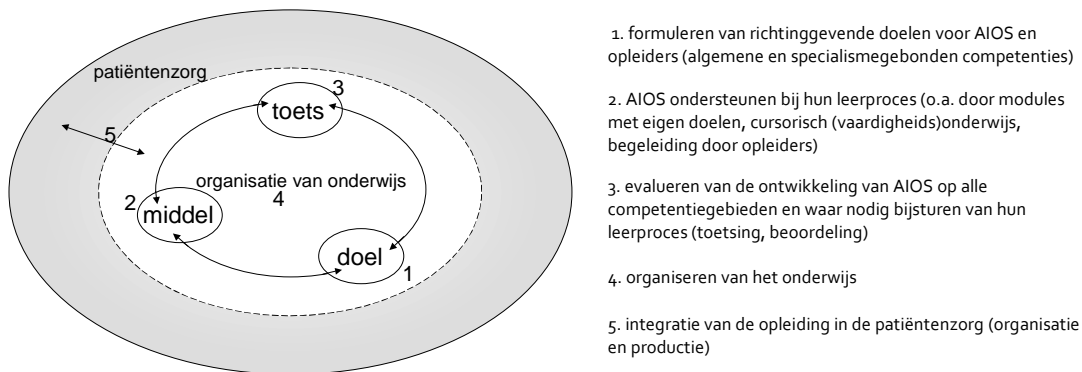 patiëntenzorg
3
toets
5
organisatie van onderwijs
4
2
middel
doel
1
1. formuleren van richtinggevende doelen voor AIOS en
opleiders (algemene en specialismegebonden competenties)
2. AIOS ondersteunen bij hun leerproces (o.a. door modules
met eigen doelen, cursorisch (vaardigheids)onderwijs,
begeleiding door opleiders)
3. evalueren van de ontwikkeling van AIOS op alle
competentiegebieden en waar nodig bijsturen van hun
leerproces (toetsing, beoordeling)
4. organiseren van het onderwijs
5. integratie van de opleiding in de patiëntenzorg (organisatie
en productie)